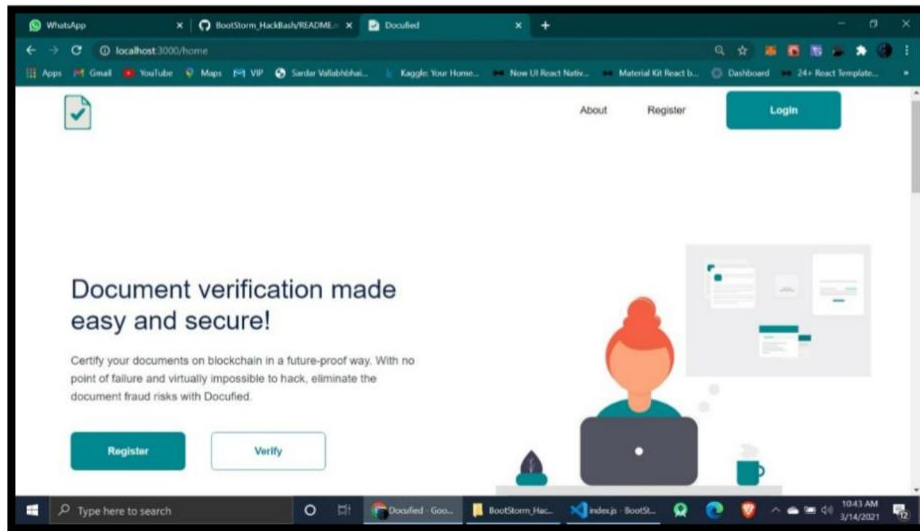 WhatsApp
BootStorm_HackBash/README.
Docufied
localhost:3000/home
Apps
Gmail
YouTube
Maps
VIP
Sardar Vallabhbhai...
Kaggle: Your Home...
Now UI React Nativ...
Material Kit React b...
Dashboard
24+ React Template...
About
Register
Login
Document verification made
easy and secure!
Certify your documents on blockchain in a future-proof way. With no
point of failure and virtually impossible to hack, eliminate the
document fraud risks with Docufied.
Register
Verify
Type here to search
Docufied - Goo...
BootStorm_Hac...
index.js - BootSt...
10:43 AM
3/14/2021